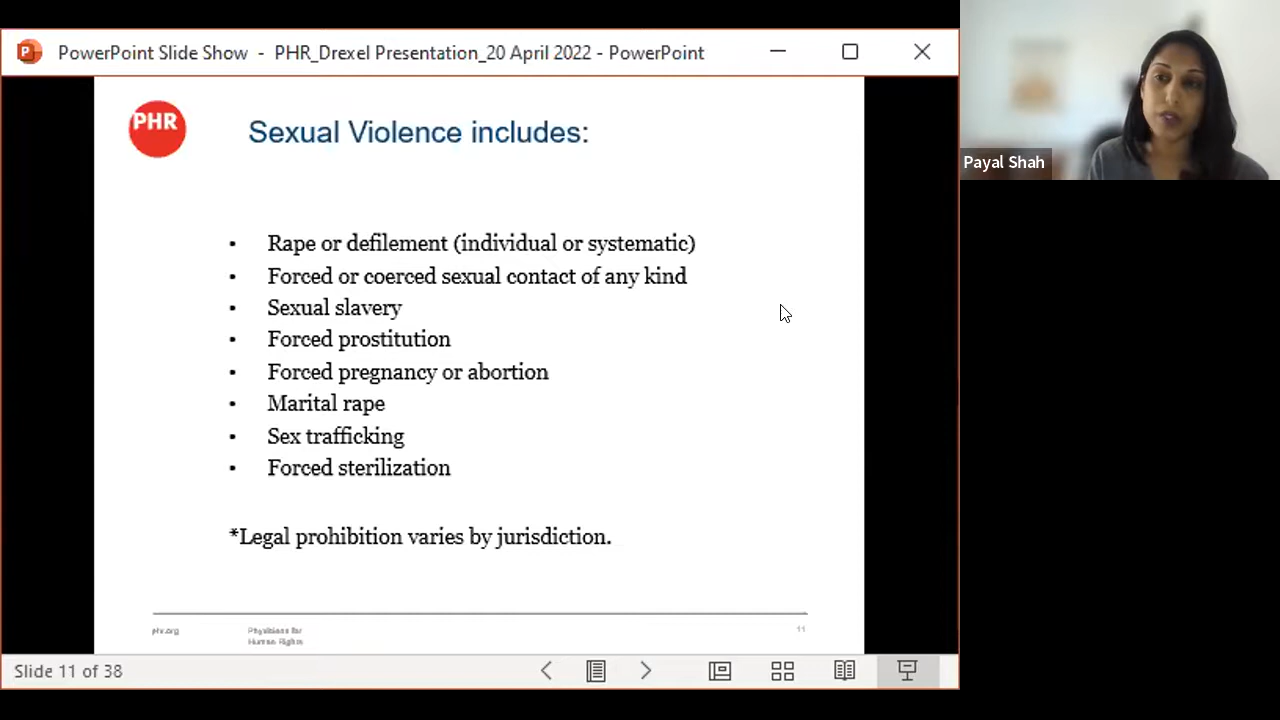 PowerPoint Slide Show - PHR_Drexel Presentation_20 April 2022 - PowerPoint
PHR
Sexual Violence includes:
• Rape or defilement (individual or systematic)
• Forced or coerced sexual contact of any kind
• Sexual slavery
• Forced prostitution
• Forced pregnancy or abortion
• Marital rape
• Sex trafficking
• Forced sterilization
*Legal prohibition varies by jurisdiction.
phr.org
Physicians for
Human Rights
11
Slide 11 of 38
Payal Shah